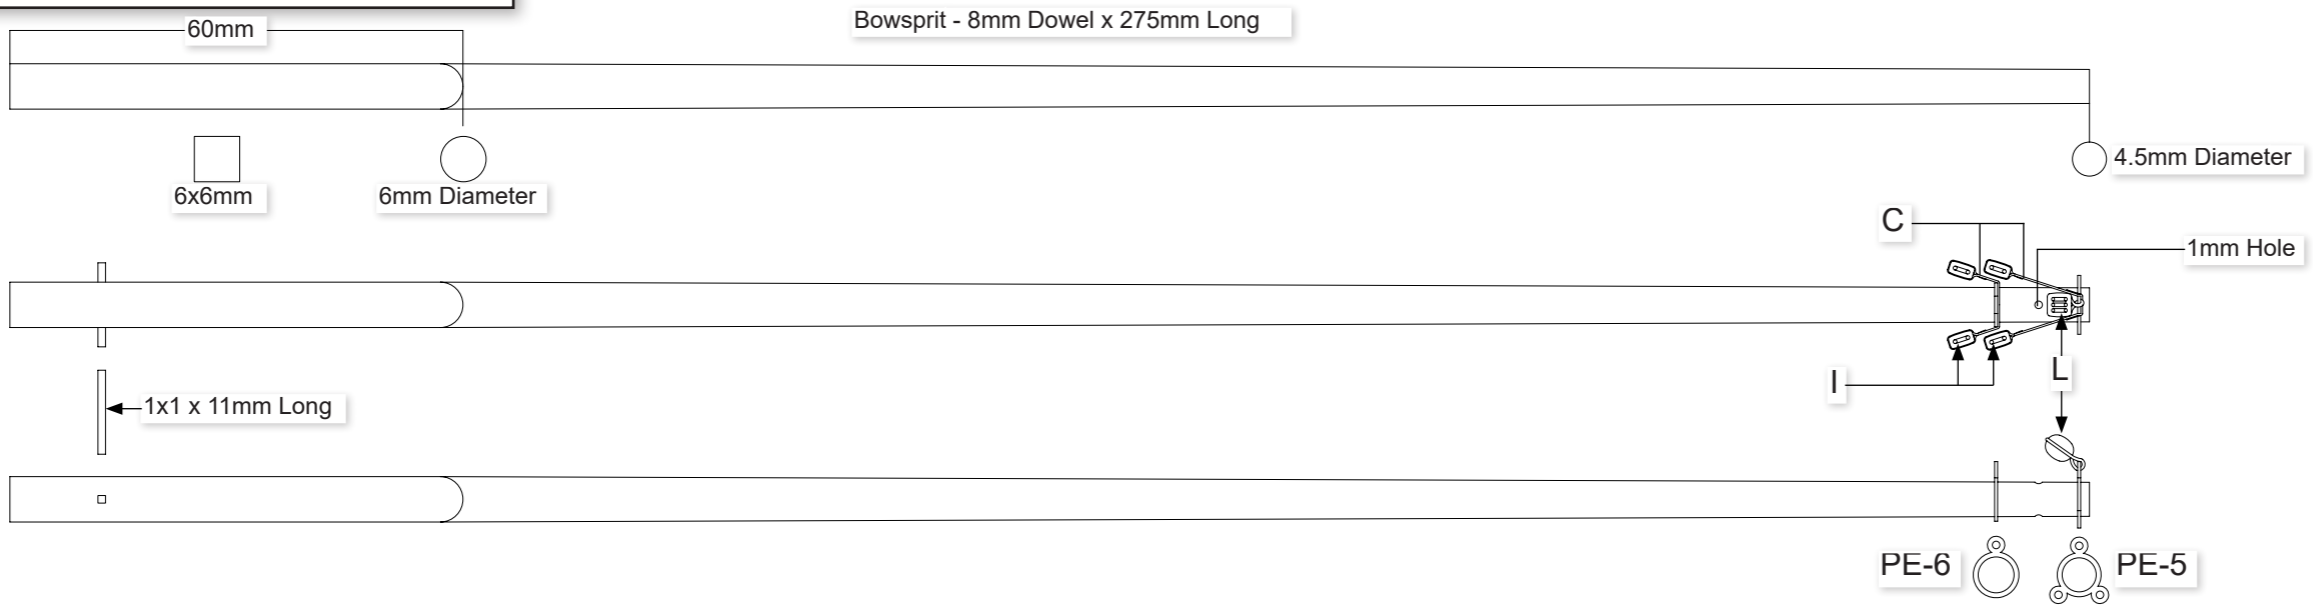 Bowsprit - 8mm Dowel x 275mm Long
60mm
6x6mm
6mm Diameter
4.5mm Diameter
C
1mm Hole
I
L
1x1 x 11mm Long
PE-6
PE-5